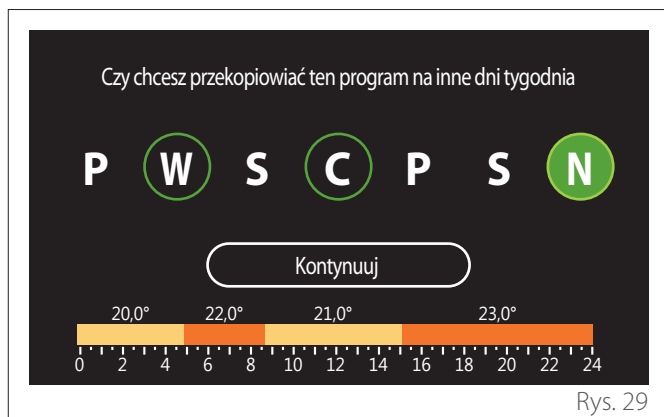 Czy chcesz przekopiowiać ten program na inne dni tygodnia
P W S C P S N
Kontynuuj
20,0° 22,0° 21,0° 23,0°
0 2 4 6 8 10 12 14 16 18 20 22 24
Rys. 29